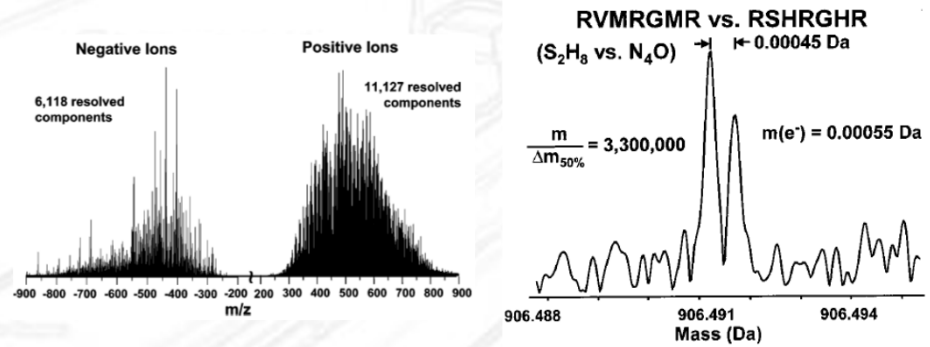 Negative Ions
Positive Ions
6,118 resolved
components
11,127 resolved
components
-900 -800 -700 -600 -500 -400 -300 -200 200 300 400 500 600 700 800 900
m/z
RVMRGMR vs. RSHRGHR
(S₂H₈ vs. N₄O)
0.00045 Da
m
Δm50%
= 3,300,000
m(e⁻) = 0.00055 Da
906.488 906.491 906.494
Mass (Da)